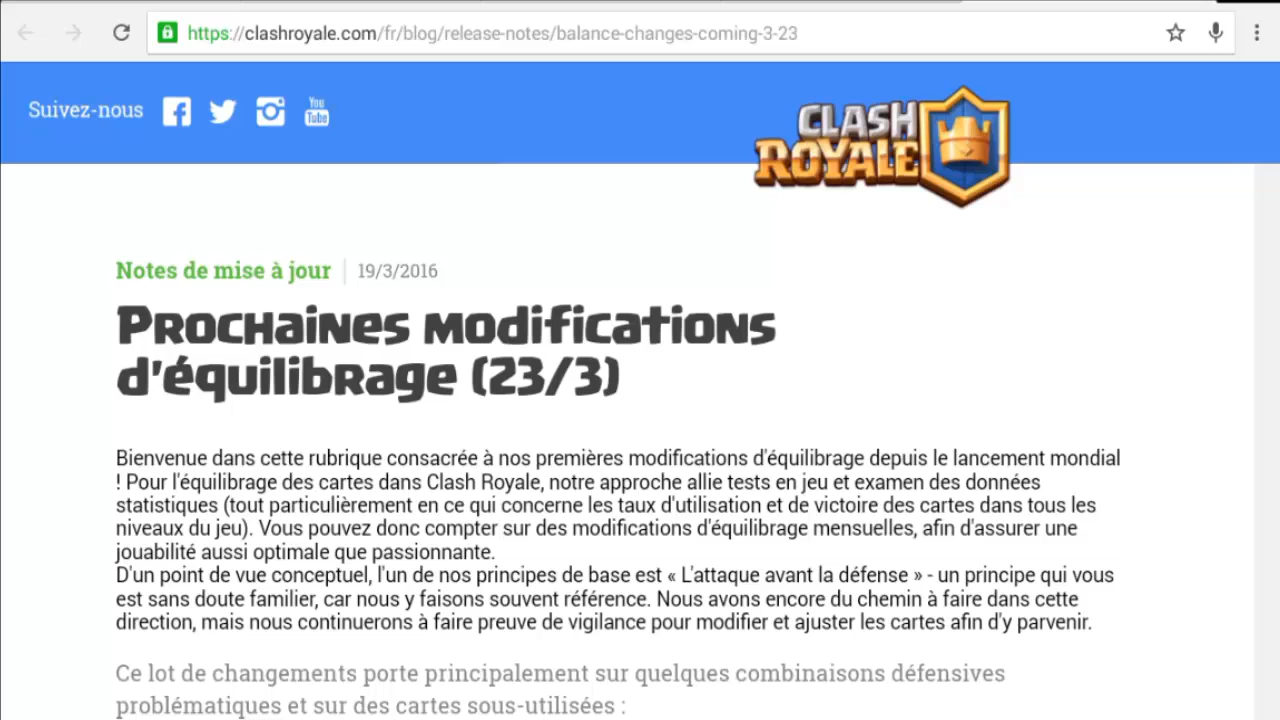 https://clashroyale.com/fr/blog/release-notes/balance-changes-coming-3-23
Suivez-nous
You
Tube
CLASH
ROYALE
Notes de mise à jour
19/3/2016
Prochaines modifications
d'équilibrage (23/3)
Bienvenue dans cette rubrique consacrée à nos premières modifications d'équilibrage depuis le lancement mondial
! Pour l'équilibrage des cartes dans Clash Royale, notre approche allie tests en jeu et examen des données
statistiques (tout particulièrement en ce qui concerne les taux d'utilisation et de victoire des cartes dans tous les
niveaux du jeu). Vous pouvez donc compter sur des modifications d'équilibrage mensuelles, afin d'assurer une
jouabilité aussi optimale que passionnante.
D'un point de vue conceptuel, l'un de nos principes de base est « L'attaque avant la défense » - un principe qui vous
est sans doute familier, car nous y faisons souvent référence. Nous avons encore du chemin à faire dans cette
direction, mais nous continuerons à faire preuve de vigilance pour modifier et ajuster les cartes afin d'y parvenir.
Ce lot de changements porte principalement sur quelques combinaisons défensives
problématiques et sur des cartes sous-utilisées :